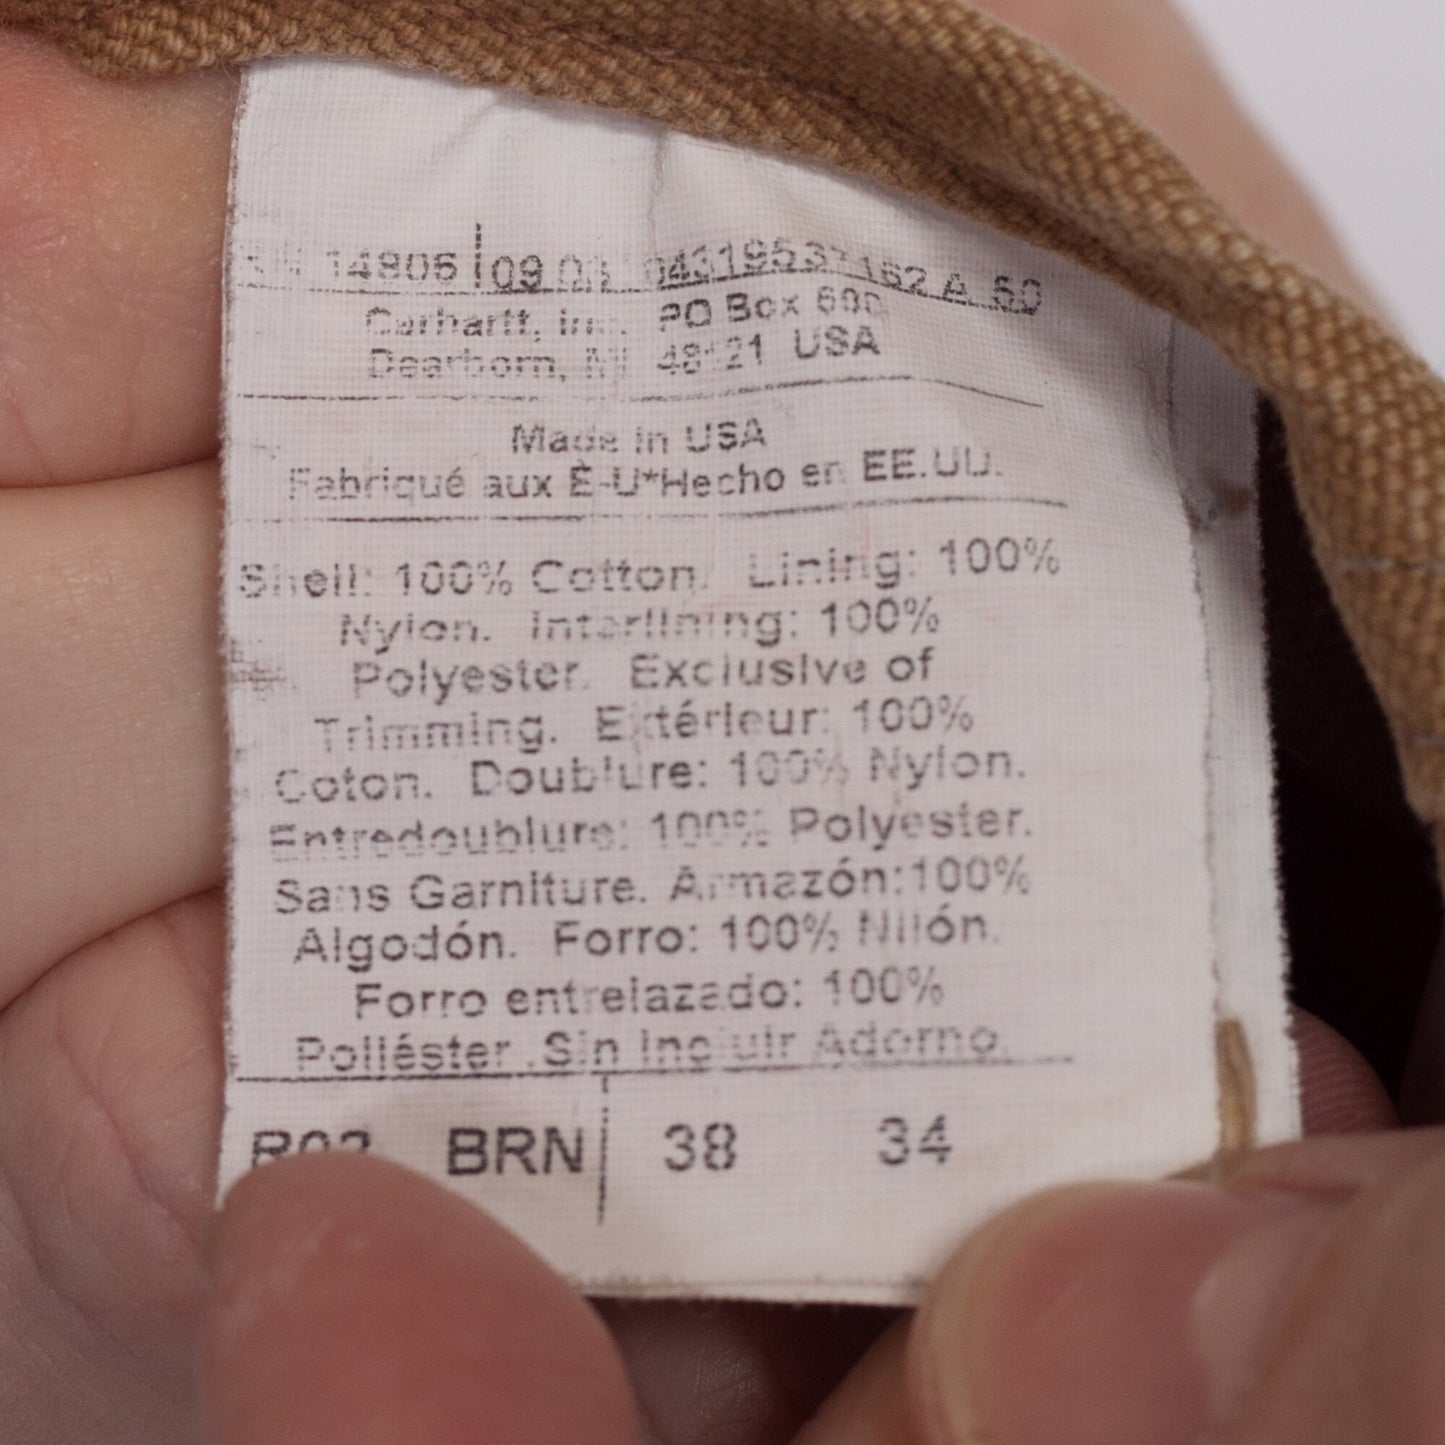 14806 09.03 04319537162 A 60
Carhartt, Inc. PO Box 600
Dearborn, MI 48121 USA
Made in USA
Fabriqué aux É-U*Hecho en EE.UU.
Shell: 100% Cotton. Lining: 100%
Nylon. Interlining: 100%
Polyester. Exclusive of
Trimming. Extérieur: 100%
Coton. Doublure: 100% Nylon.
Entredoublure: 100% Polyester.
Sans Garniture. Armazón:100%
Algodón. Forro: 100% Nilón.
Forro entrelazado: 100%
Poliéster .Sin Incluir Adorno.
BRN 38 34